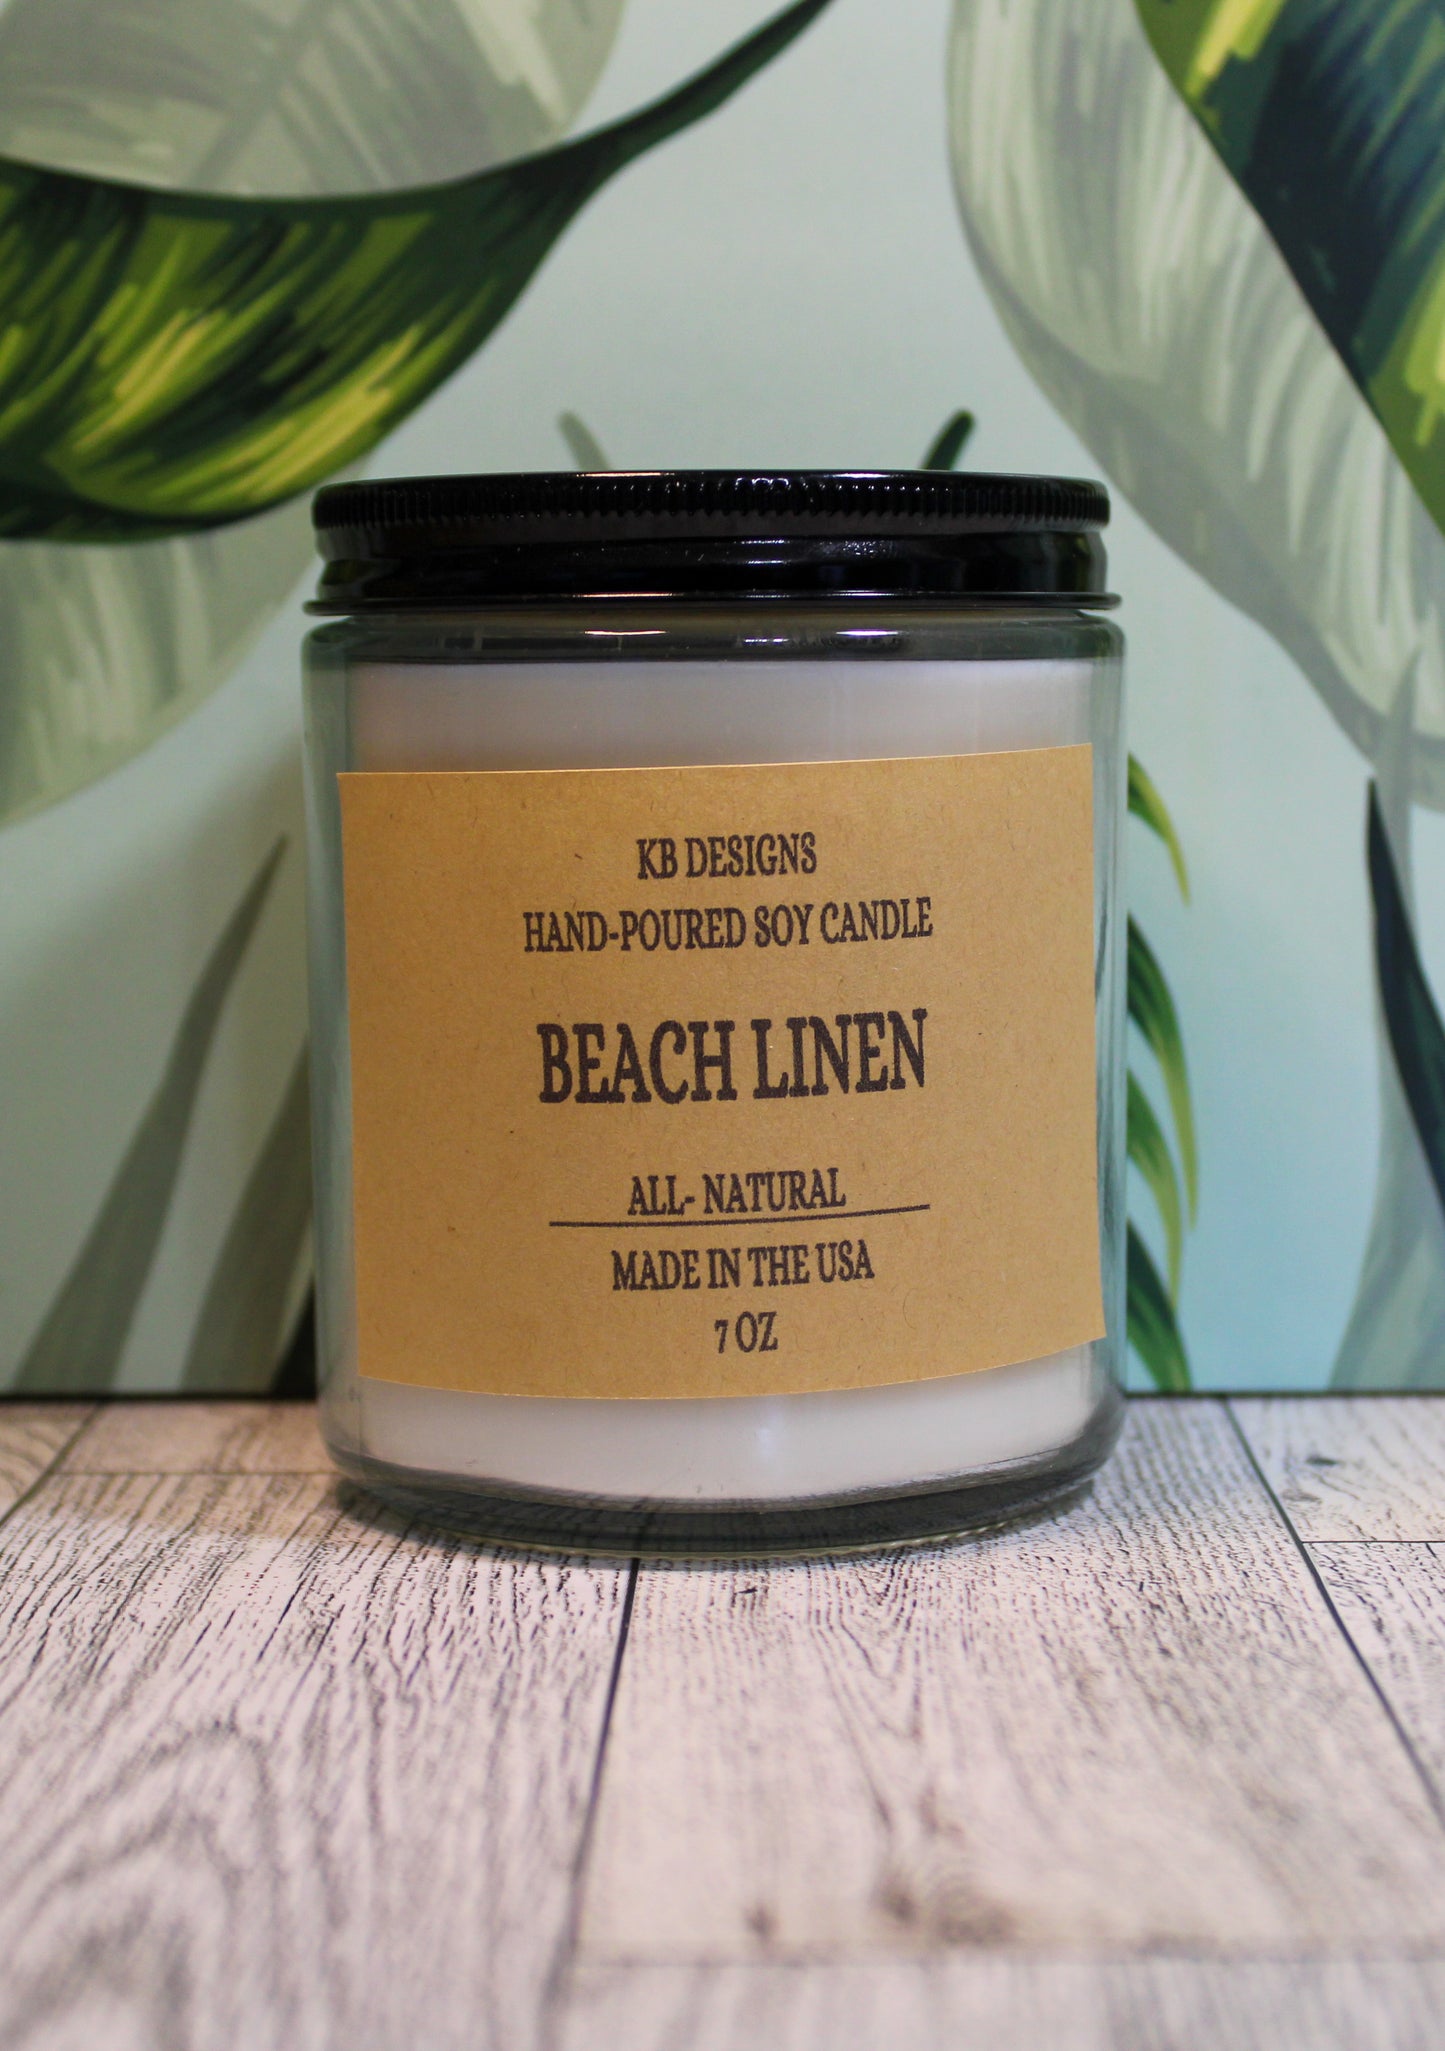 KB DESIGNS
HAND-POURED SOY CANDLE
BEACH LINEN
ALL- NATURAL
MADE IN THE USA
7 OZ